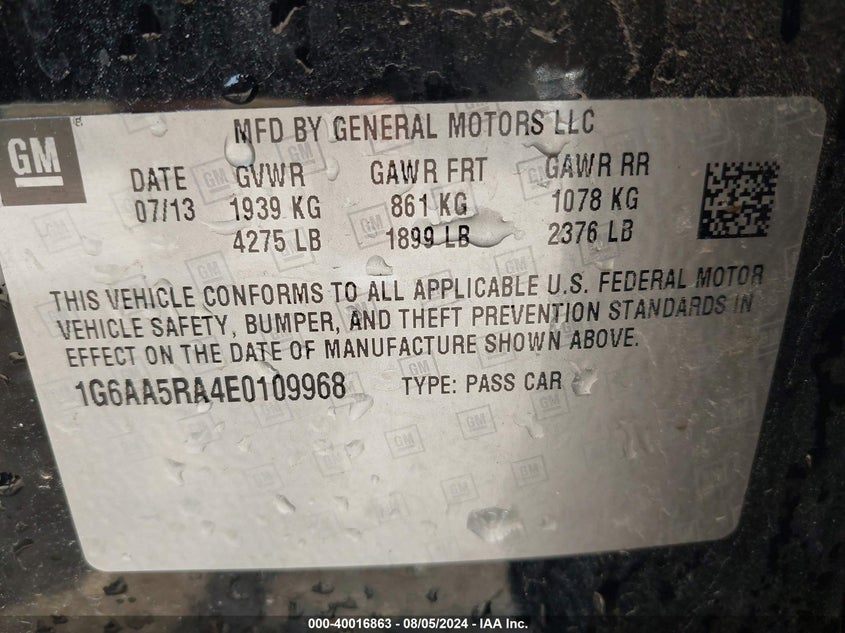 GM
MFD BY GENERAL MOTORS LLC
DATE GVWR GAWR FRT GAWR RR
07/13 1939 KG 861 KG 1078 KG
4275 LB 1899 LB 2376 LB
THIS VEHICLE CONFORMS TO ALL APPLICABLE U.S. FEDERAL MOTOR
VEHICLE SAFETY, BUMPER, AND THEFT PREVENTION STANDARDS IN
EFFECT ON THE DATE OF MANUFACTURE SHOWN ABOVE.
1G6AA5RA4E0109968 TYPE: PASS CAR
000-40016863 - 08/05/2024 - IAA Inc.